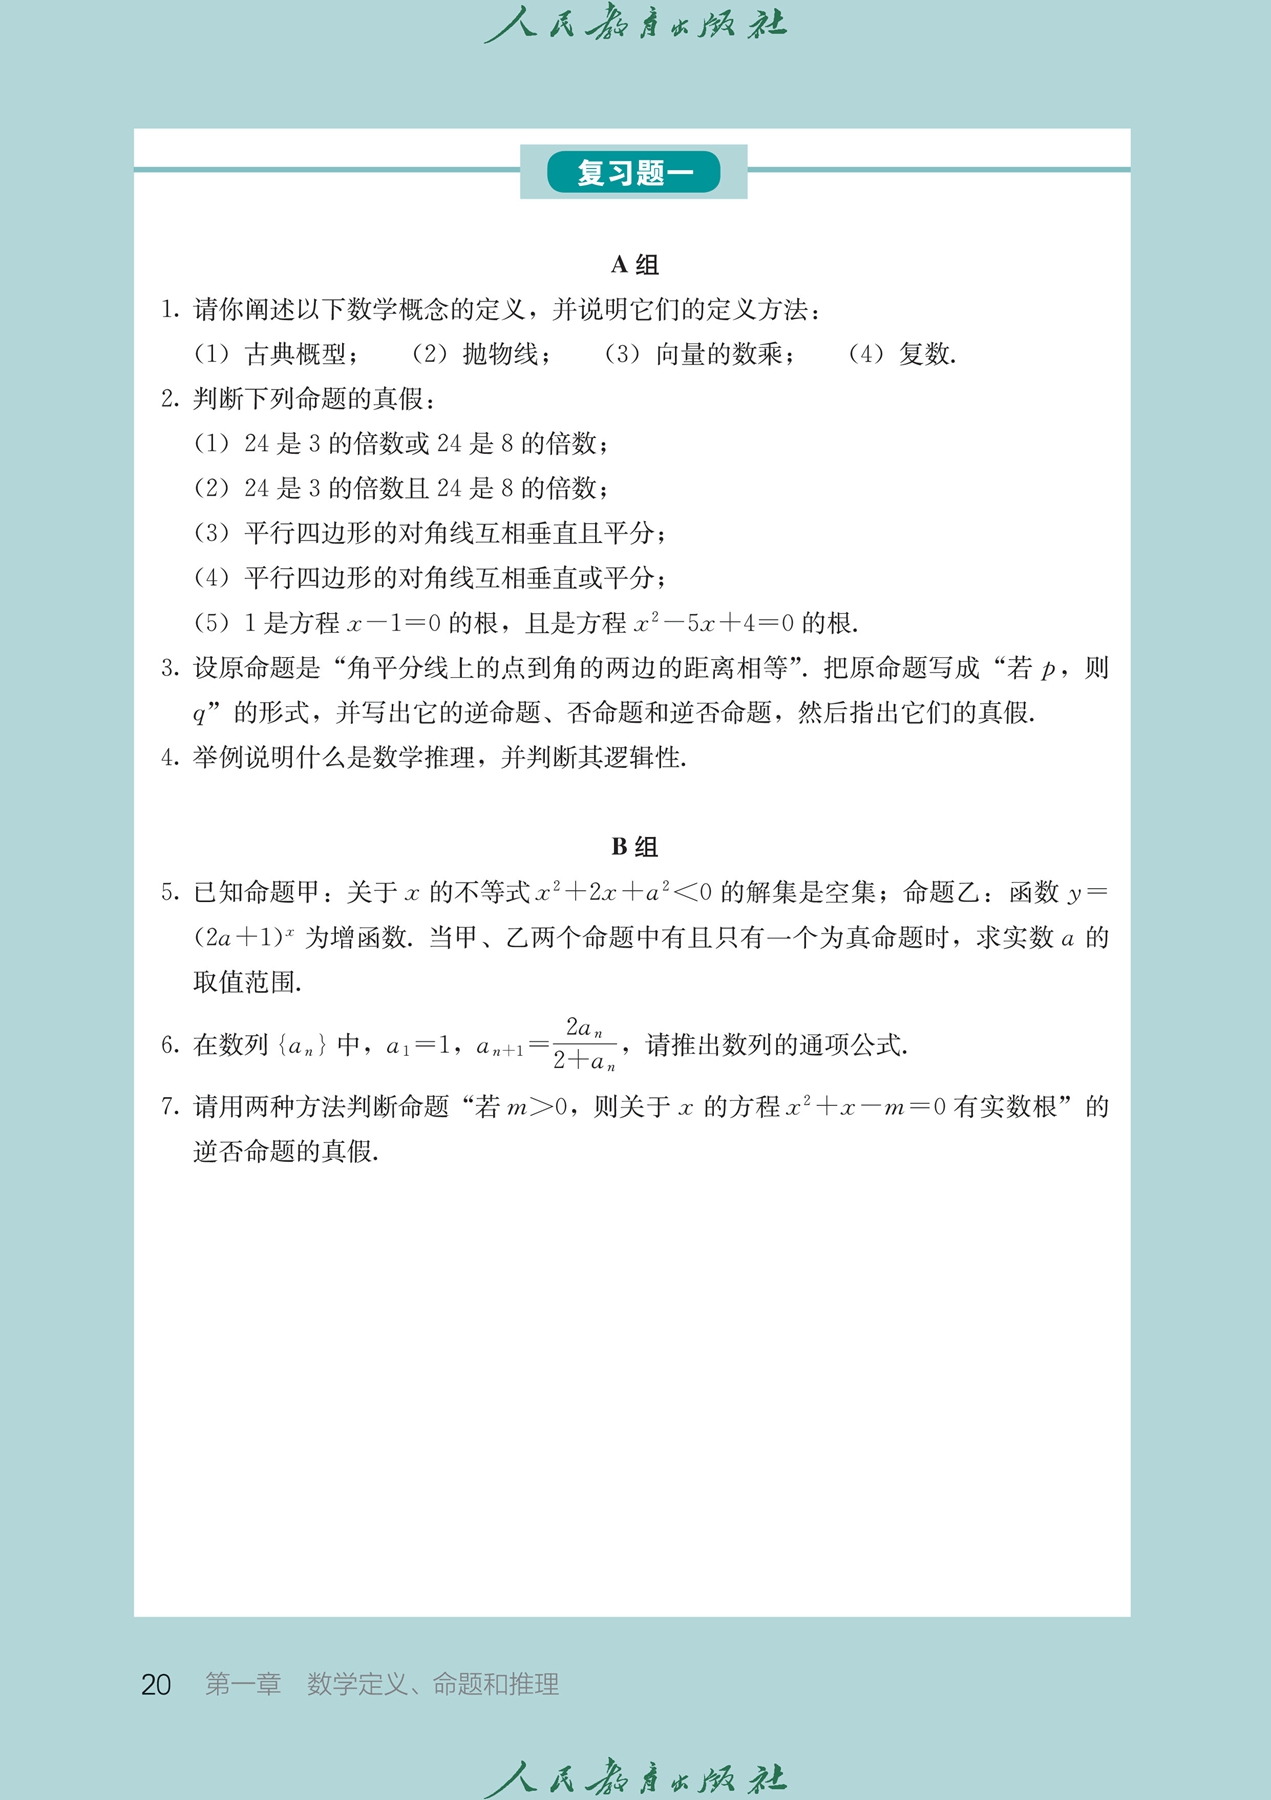 人民教育出版社
复习题一
A 组
1. 请你阐述以下数学概念的定义，并说明它们的定义方法：
（1）古典概型； （2）抛物线； （3）向量的数乘； （4）复数.
2. 判断下列命题的真假：
（1）24 是 3 的倍数或 24 是 8 的倍数；
（2）24 是 3 的倍数且 24 是 8 的倍数；
（3）平行四边形的对角线互相垂直且平分；
（4）平行四边形的对角线互相垂直或平分；
（5）1 是方程 x－1＝0 的根，且是方程 x²－5x＋4＝0 的根.
3. 设原命题是“角平分线上的点到角的两边的距离相等”. 把原命题写成“若 p，则
q”的形式，并写出它的逆命题、否命题和逆否命题，然后指出它们的真假.
4. 举例说明什么是数学推理，并判断其逻辑性.
B 组
5. 已知命题甲：关于 x 的不等式 x²＋2x＋a²＜0 的解集是空集；命题乙：函数 y＝
(2a＋1)ˣ 为增函数. 当甲、乙两个命题中有且只有一个为真命题时，求实数 a 的
取值范围.
6. 在数列 {aₙ} 中，a₁＝1，aₙ₊₁＝2aₙ/(2＋aₙ)，请推出数列的通项公式.
7. 请用两种方法判断命题“若 m＞0，则关于 x 的方程 x²＋x－m＝0 有实数根”的
逆否命题的真假.
20 第一章 数学定义、命题和推理
人民教育出版社